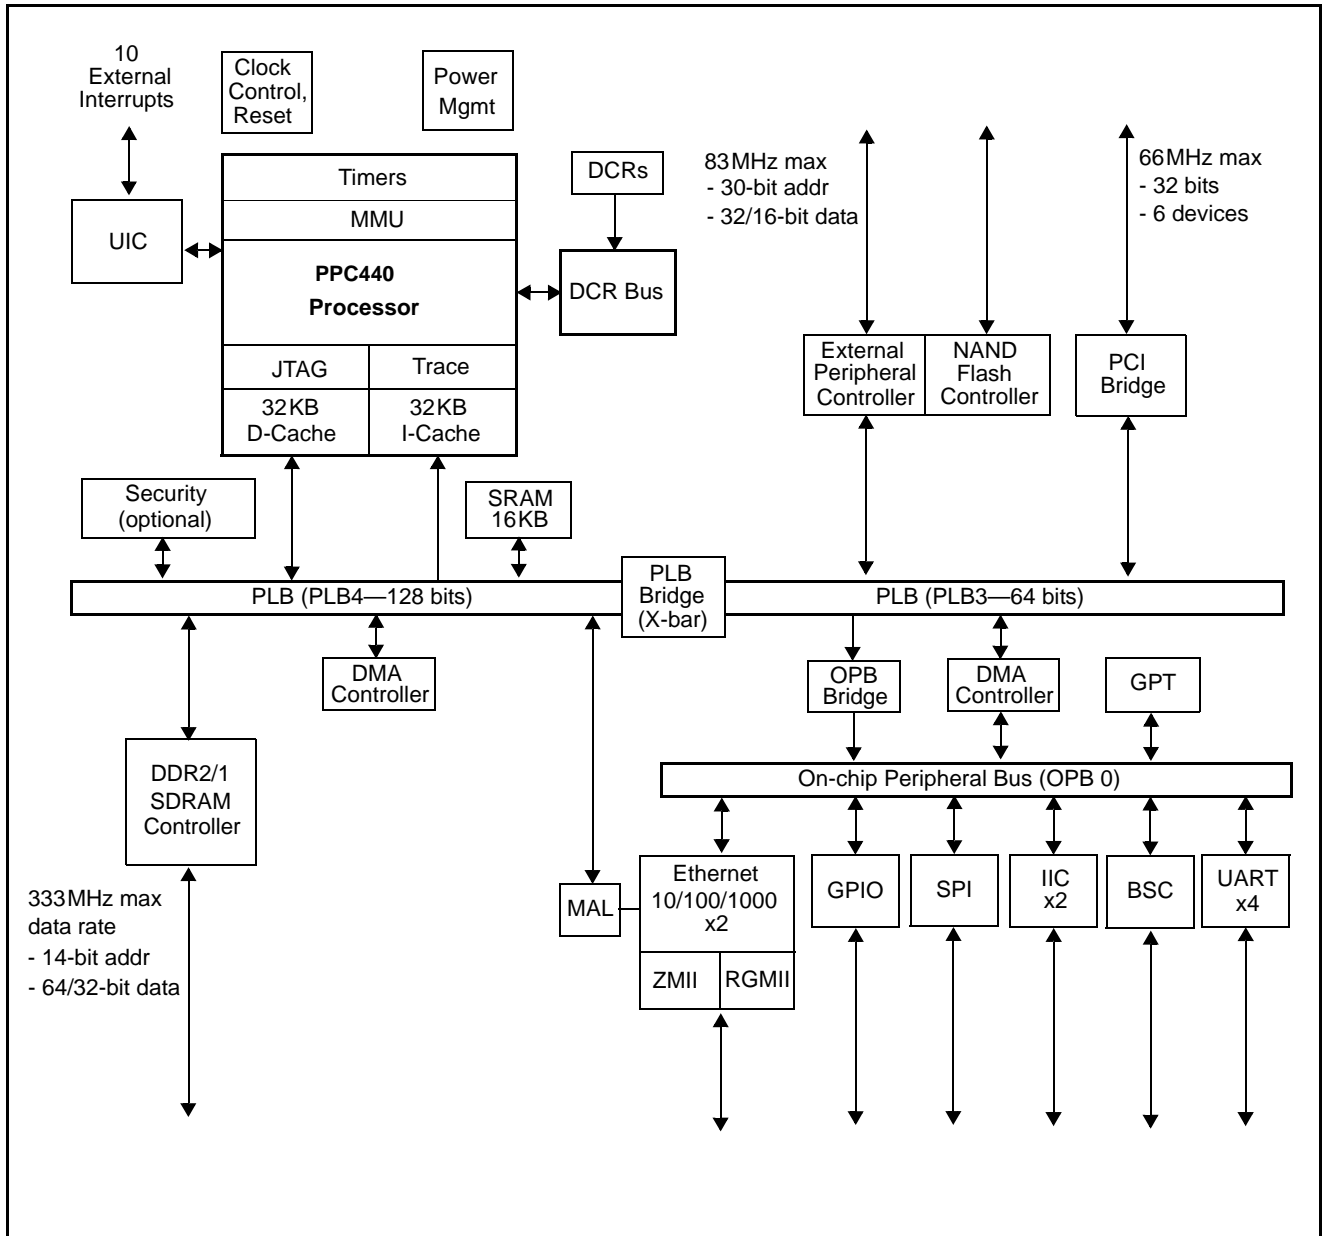 10
External
Interrupts
Clock
Control,
Reset
Power
Mgmt
83MHz max
- 30-bit addr
- 32/16-bit data
66MHz max
- 32 bits
- 6 devices
UIC
Timers
MMU
PPC440
Processor
JTAG
Trace
32KB
D-Cache
32KB
I-Cache
DCRs
DCR Bus
External
Peripheral
Controller
NAND
Flash
Controller
PCI
Bridge
Security
(optional)
SRAM
16KB
PLB (PLB4—128 bits)
PLB
Bridge
(X-bar)
PLB (PLB3—64 bits)
DMA
Controller
OPB
Bridge
DMA
Controller
GPT
DDR2/1
SDRAM
Controller
On-chip Peripheral Bus (OPB 0)
333MHz max
data rate
- 14-bit addr
- 64/32-bit data
MAL
Ethernet
10/100/1000
x2
ZMII
RGMII
GPIO
SPI
IIC
x2
BSC
UART
x4